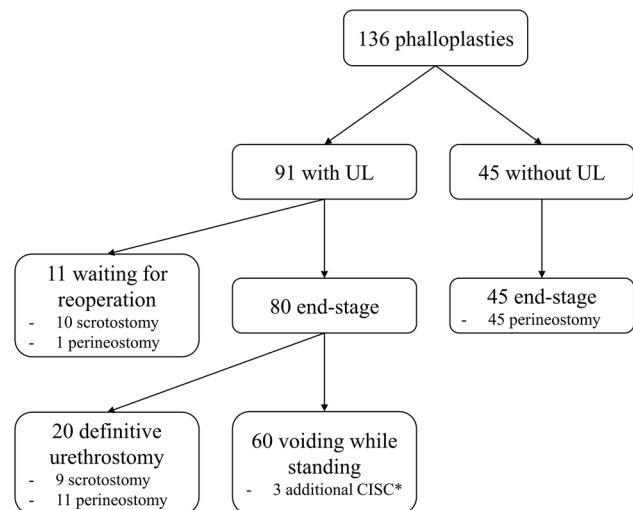 136 phalloplasties
91 with UL
45 without UL
11 waiting for
reoperation
- 10 scrotostomy
- 1 perineostomy
80 end-stage
45 end-stage
- 45 perineostomy
20 definitive
urethrostomy
- 9 scrotostomy
- 11 perineostomy
60 voiding while
standing
- 3 additional CISC*